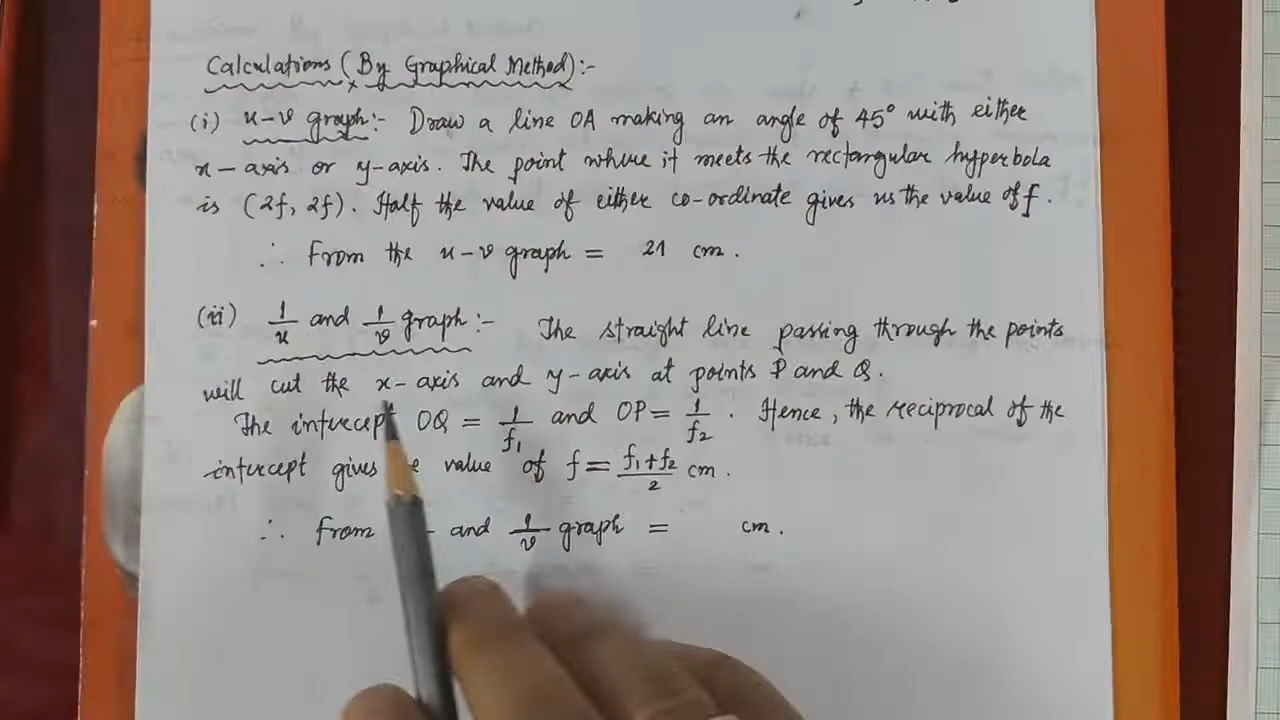 Calculations (By Graphical Method):-
(i) u-v graph:- Draw a line OA making an angle of 45° with either
x-axis or y-axis. The point where it meets the rectangular hyperbola
is (2f, 2f). Half the value of either co-ordinate gives us the value of f.
∴ From the u-v graph = 21 cm.
(ii) 1/u and 1/v graph:- The straight line passing through the points
will cut the x-axis and y-axis at points P and Q.
The intercept OQ = 1/f₁ and OP = 1/f₂. Hence, the reciprocal of the
intercept gives value of f = (f₁+f₂)/2 cm.
∴ from and 1/v graph = cm.